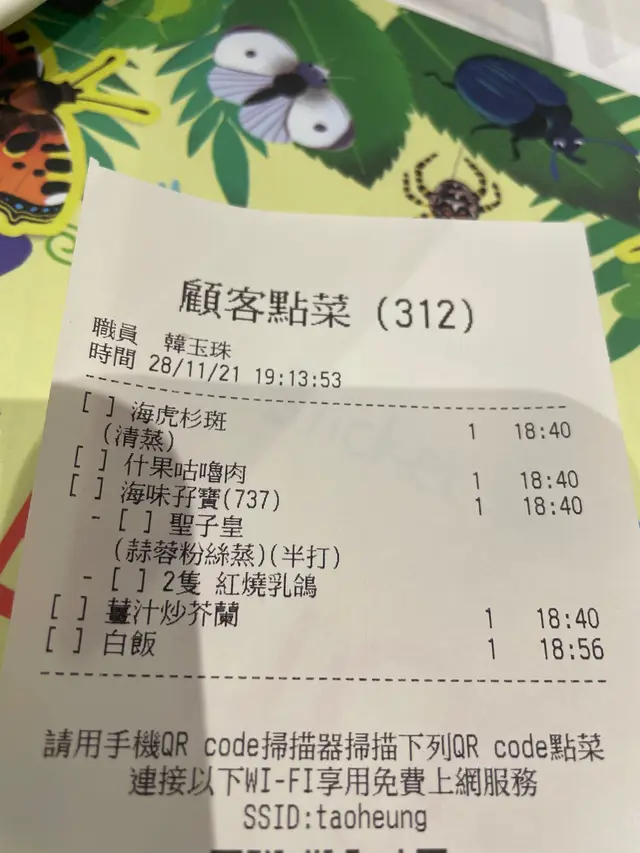 顧客點菜 (312)
職員 韓玉珠
時間 28/11/21 19:13:53
[ ] 海虎杉斑 1 18:40
(清蒸)
[ ] 什果咕嚕肉 1 18:40
[ ] 海味孖寶(737) 1 18:40
- [ ] 聖子皇
(蒜蓉粉絲蒸)(半打)
- [ ] 2隻 紅燒乳鴿
[ ] 薑汁炒芥蘭 1 18:40
[ ] 白飯 1 18:56
請用手機QR code掃描器掃描下列QR code點菜
連接以下WI-FI享用免費上網服務
SSID:taoheung